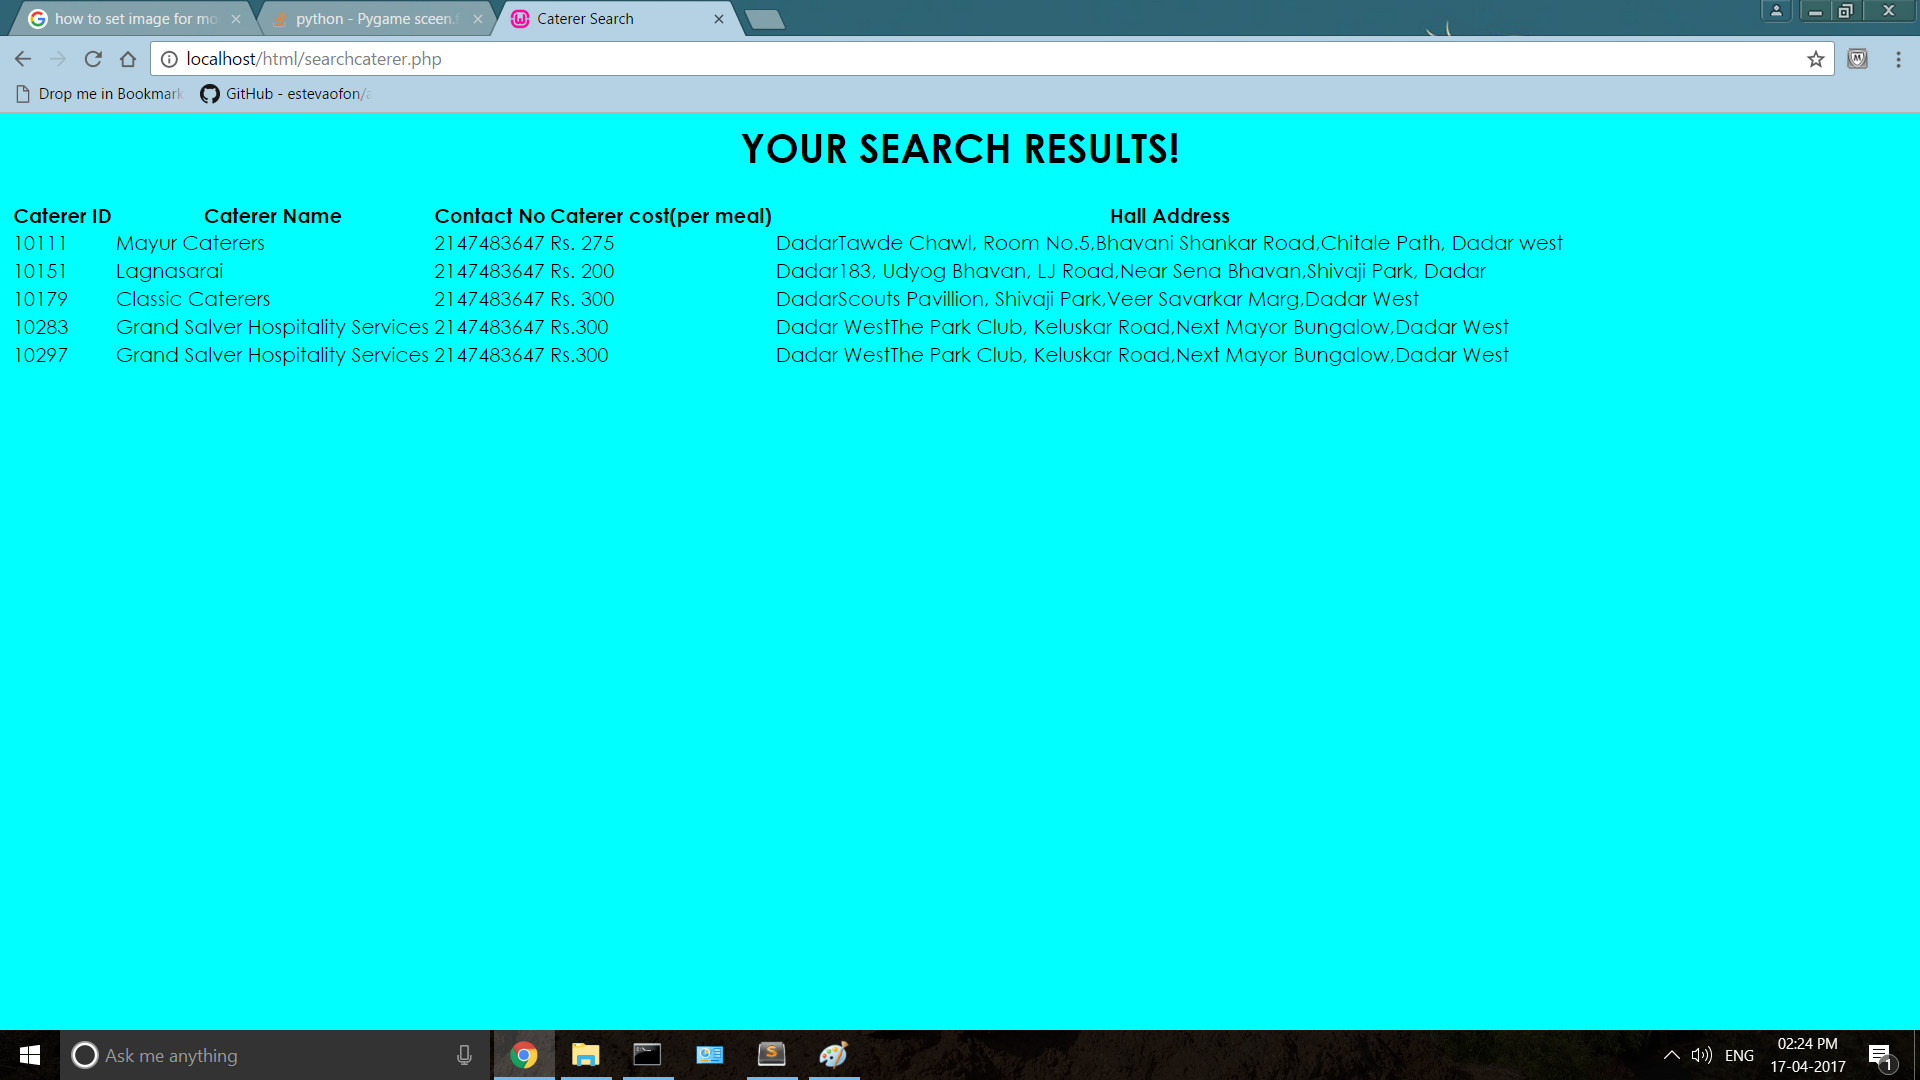 how to set image for mo
python - Pygame sceen.f
Caterer Search
localhost/html/searchcaterer.php
Drop me in Bookmark
GitHub - estevaofon/a
YOUR SEARCH RESULTS!
Caterer ID Caterer Name Contact No Caterer cost(per meal) Hall Address
10111 Mayur Caterers 2147483647 Rs. 275 DadarTawde Chawl, Room No.5,Bhavani Shankar Road,Chitale Path, Dadar west
10151 Lagnasarai 2147483647 Rs. 200 Dadar183, Udyog Bhavan, LJ Road,Near Sena Bhavan,Shivaji Park, Dadar
10179 Classic Caterers 2147483647 Rs. 300 DadarScouts Pavillion, Shivaji Park,Veer Savarkar Marg,Dadar West
10283 Grand Salver Hospitality Services 2147483647 Rs.300 Dadar WestThe Park Club, Keluskar Road,Next Mayor Bungalow,Dadar West
10297 Grand Salver Hospitality Services 2147483647 Rs.300 Dadar WestThe Park Club, Keluskar Road,Next Mayor Bungalow,Dadar West
Ask me anything
ENG
02:24 PM
17-04-2017
1